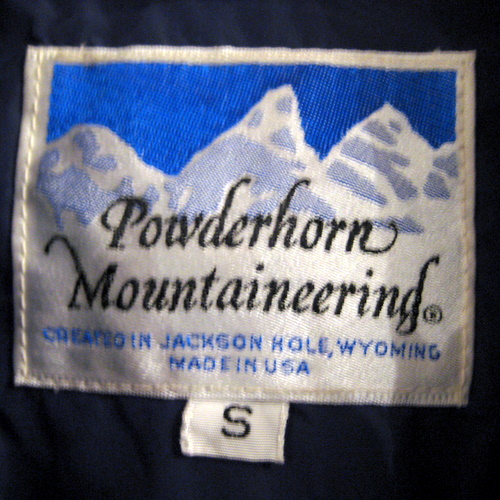 Powderhorn
Mountaineering®
CREATED IN JACKSON HOLE, WYOMING
MADE IN USA
S